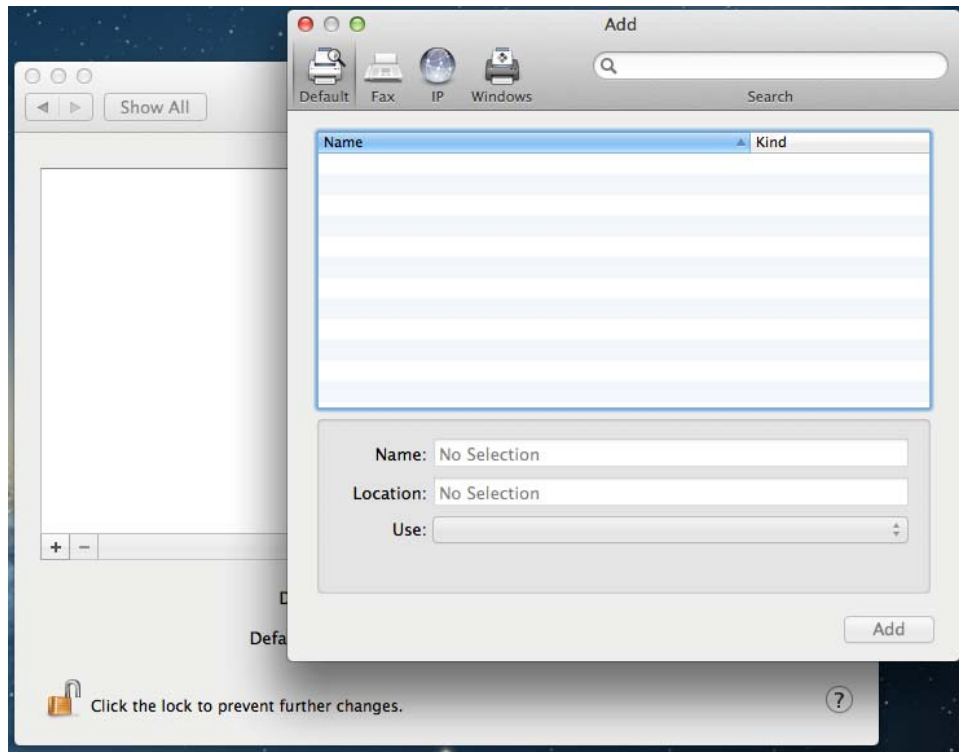 Add
Default Fax IP Windows Search
Show All
Name Kind
Name: No Selection
Location: No Selection
Use:
+ −
D
Defa
Add
Click the lock to prevent further changes.
?